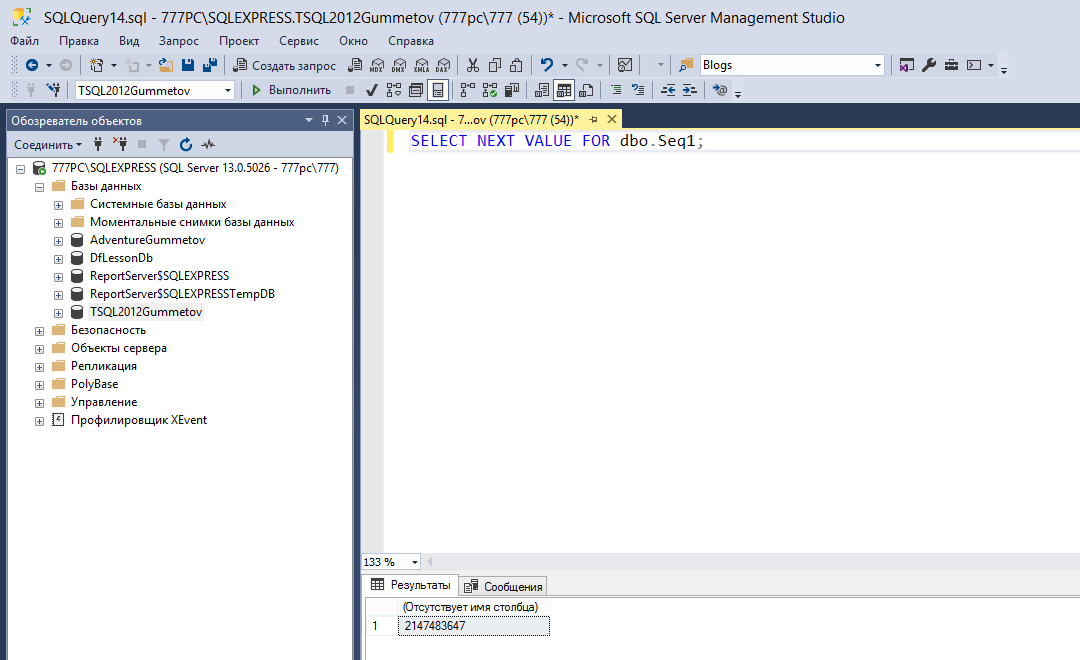 SQLQuery14.sql - 777PC\SQLEXPRESS.TSQL2012Gummetov (777pc\777 (54))* - Microsoft SQL Server Management Studio
Файл Правка Вид Запрос Проект Сервис Окно Справка
Создать запрос MDX DMX XMLA DAX Blogs
TSQL2012Gummetov Выполнить
Обозреватель объектов
SQLQuery14.sql - 7...ov (777pc\777 (54))*
Соединить
SELECT NEXT VALUE FOR dbo.Seq1;
777PC\SQLEXPRESS (SQL Server 13.0.5026 - 777pc\777)
Базы данных
Системные базы данных
Моментальные снимки базы данных
AdventureGummetov
DfLessonDb
ReportServer$SQLEXPRESS
ReportServer$SQLEXPRESSTempDB
TSQL2012Gummetov
Безопасность
Объекты сервера
Репликация
PolyBase
Управление
Профилировщик XEvent
133 %
Результаты Сообщения
(Отсутствует имя столбца)
1 2147483647